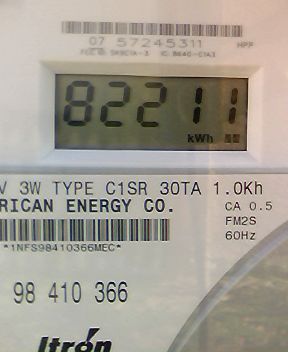 07 57245311 HPF
82211
kWh
V 3W TYPE C1SR 30TA 1.0Kh
RICAN ENERGY CO. CA 0.5
FM2S
60Hz
*1NFS98410366MEC*
98 410 366
Itron